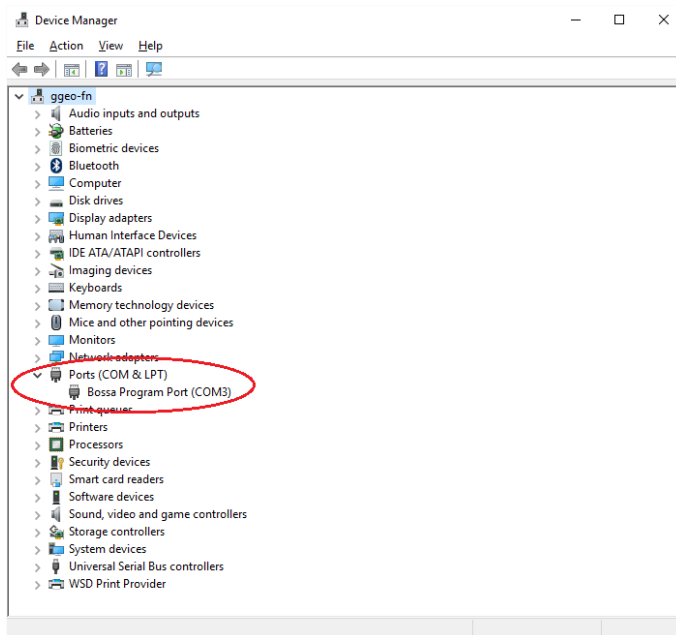 Device Manager
File Action View Help
ggeo-fn
Audio inputs and outputs
Batteries
Biometric devices
Bluetooth
Computer
Disk drives
Display adapters
Human Interface Devices
IDE ATA/ATAPI controllers
Imaging devices
Keyboards
Memory technology devices
Mice and other pointing devices
Monitors
Network adapters
Ports (COM & LPT)
Bossa Program Port (COM3)
Print queues
Printers
Processors
Security devices
Smart card readers
Software devices
Sound, video and game controllers
Storage controllers
System devices
Universal Serial Bus controllers
WSD Print Provider